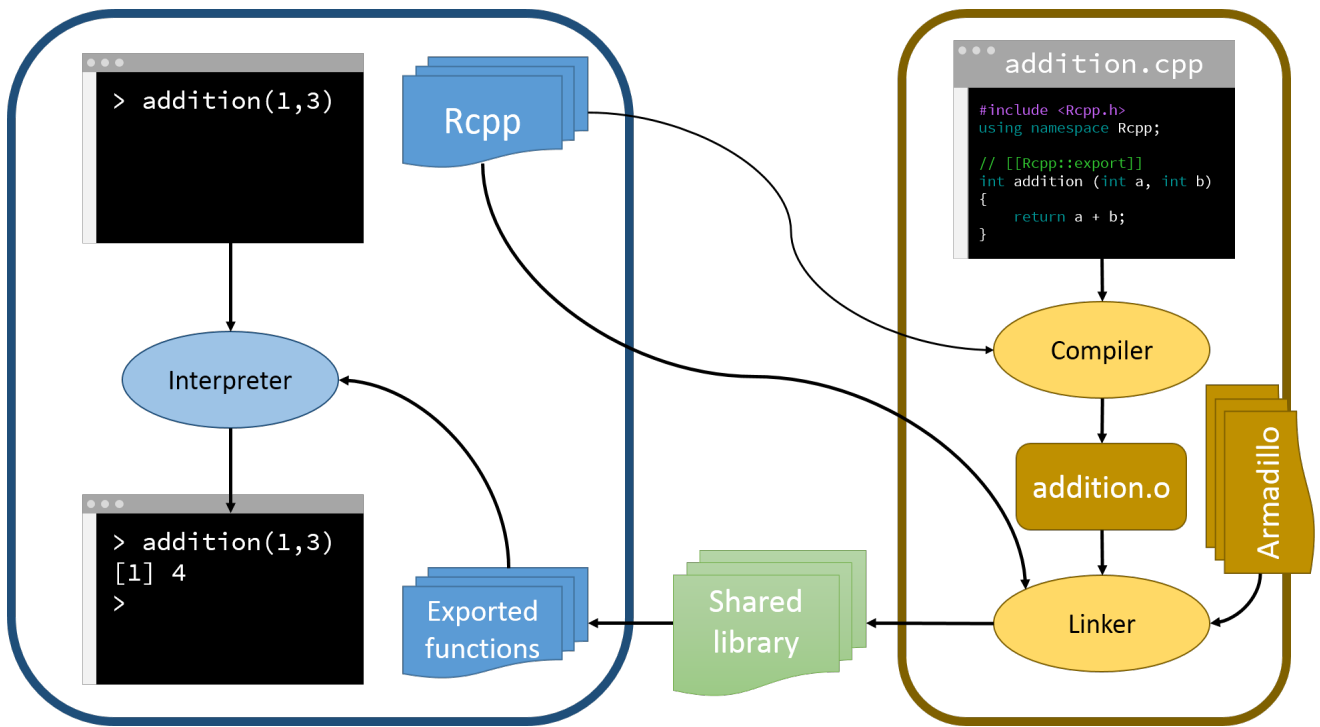 > addition(1,3)
Rcpp
Interpreter
> addition(1,3)
[1] 4
>
Exported
functions
Shared
library
addition.cpp
#include <Rcpp.h>
using namespace Rcpp;
// [[Rcpp::export]]
int addition (int a, int b)
{
    return a + b;
}
Compiler
addition.o
Armadillo
Linker